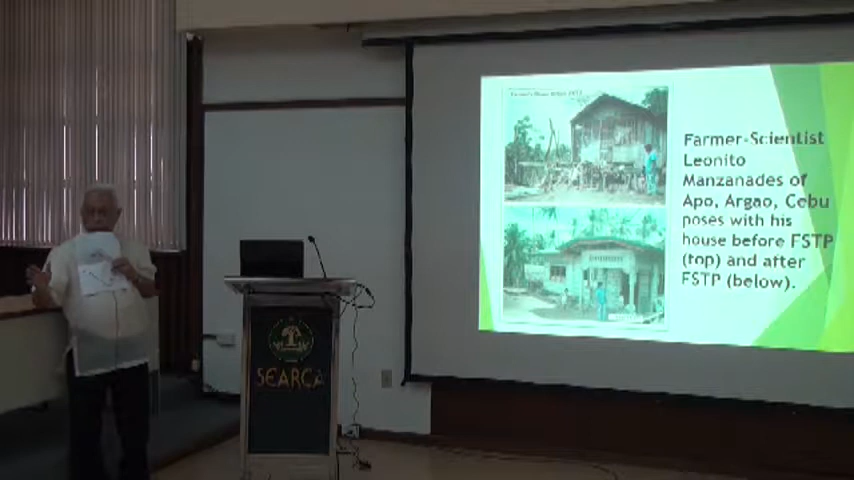 Farmer-Scientist
Leonito
Manzanades of
Apo, Argao, Cebu
poses with his
house before FSTP
(top) and after
FSTP (below).
SEARCA